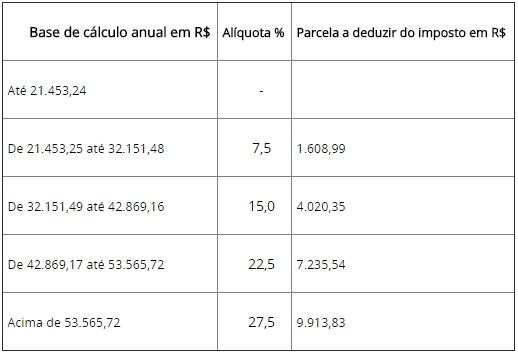 Base de cálculo anual em R$ Alíquota % Parcela a deduzir do imposto em R$
Até 21.453,24 -
De 21.453,25 até 32.151,48 7,5 1.608,99
De 32.151,49 até 42.869,16 15,0 4.020,35
De 42.869,17 até 53.565,72 22,5 7.235,54
Acima de 53.565,72 27,5 9.913,83